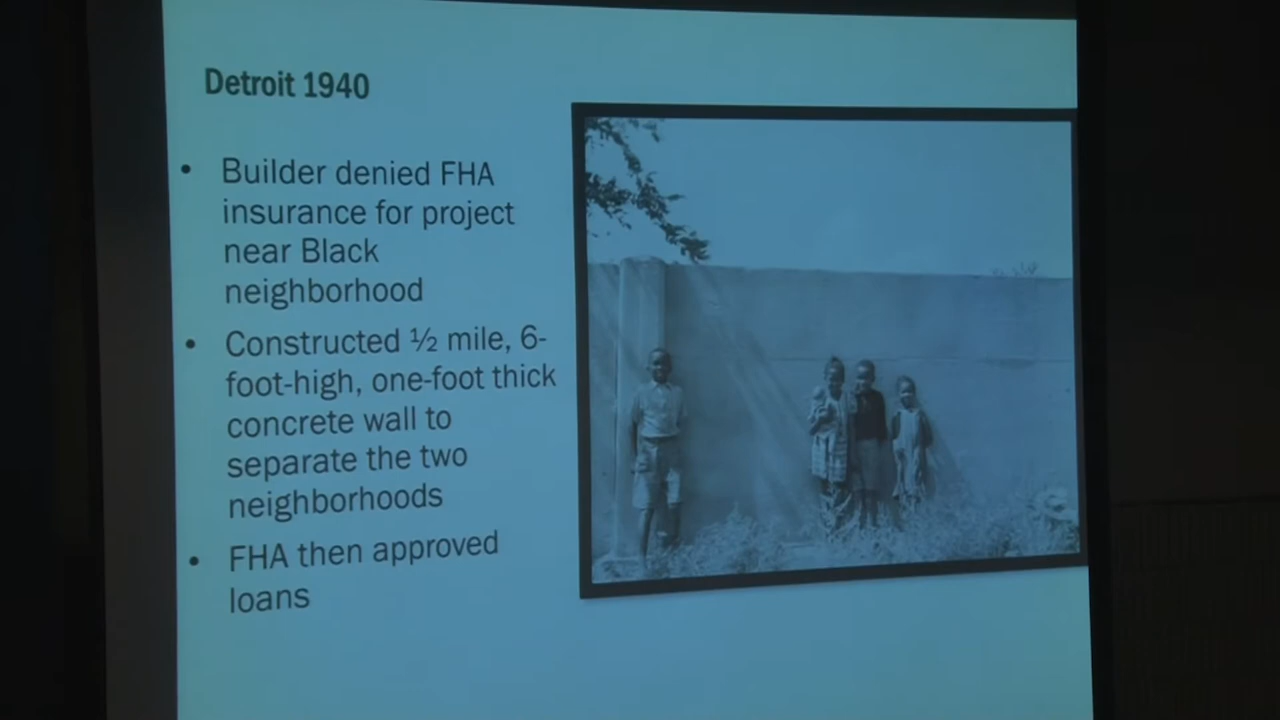 Detroit 1940
• Builder denied FHA
insurance for project
near Black
neighborhood
• Constructed ½ mile, 6-
foot-high, one-foot thick
concrete wall to
separate the two
neighborhoods
• FHA then approved
loans